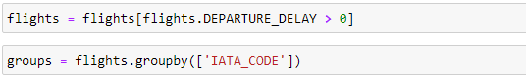 flights = flights[flights.DEPARTURE_DELAY > 0]
groups = flights.groupby(['IATA_CODE'])